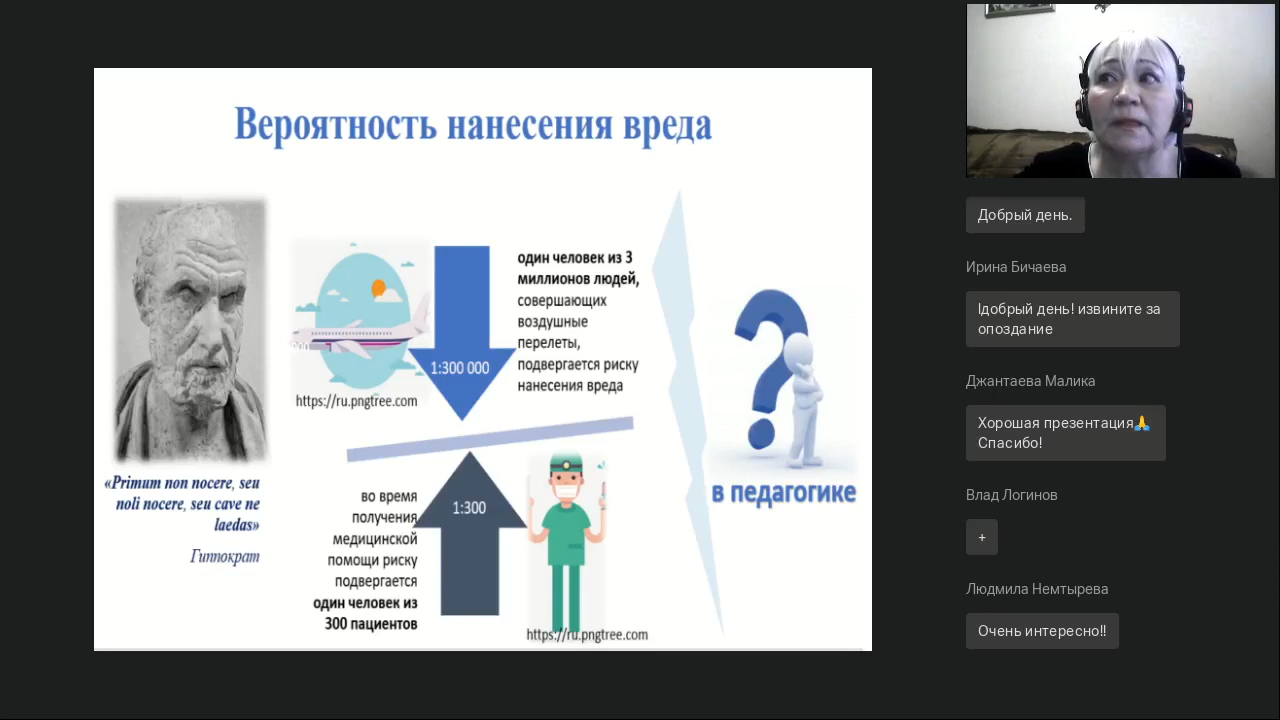 Вероятность нанесения вреда
«Primum non nocere, seu
noli nocere, seu cave ne
laedas»
Гиппократ
https://ru.pngtree.com
1:300 000
один человек из 3
миллионов людей,
совершающих
воздушные
перелеты,
подвергается риску
нанесения вреда
во время
получения
медицинской
помощи риску
подвергается
один человек из
300 пациентов
1:300
https://ru.pngtree.com
в педагогике
Добрый день.
Ирина Бичаева
lдобрый день! извините за
опоздание
Джантаева Малика
Хорошая презентация🙏
Спасибо!
Влад Логинов
+
Людмила Немтырева
Очень интересно!!